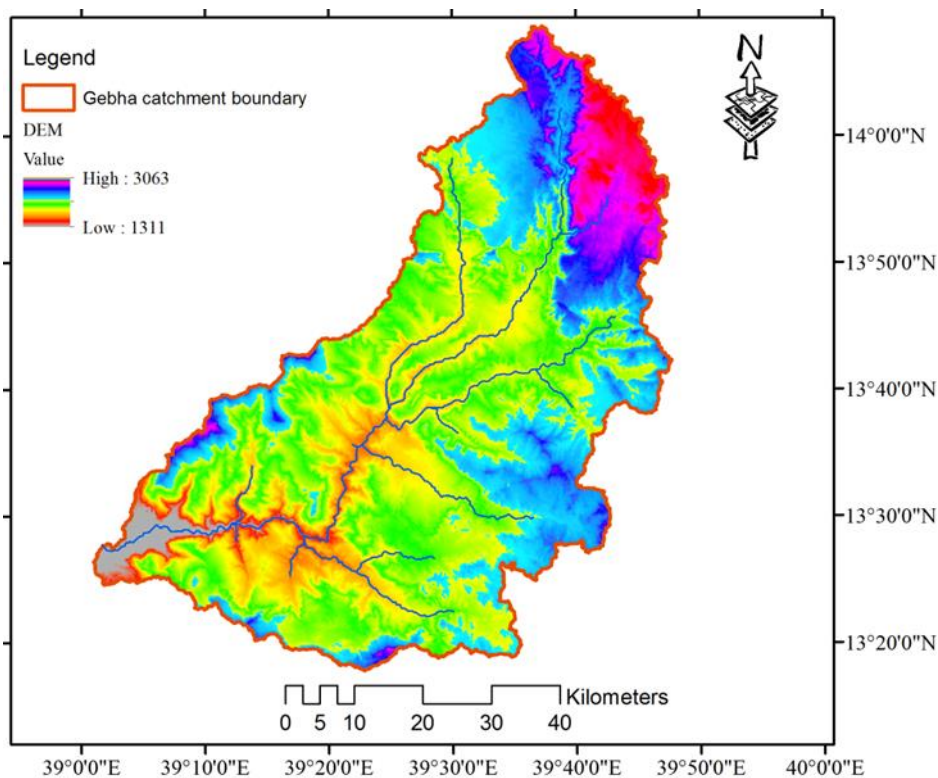 Legend
Gebha catchment boundary
DEM
Value
High : 3063
Low : 1311
N
14°0'0"N
13°50'0"N
13°40'0"N
13°30'0"N
13°20'0"N
Kilometers
0 5 10 20 30 40
39°0'0"E 39°10'0"E 39°20'0"E 39°30'0"E 39°40'0"E 39°50'0"E 40°0'0"E